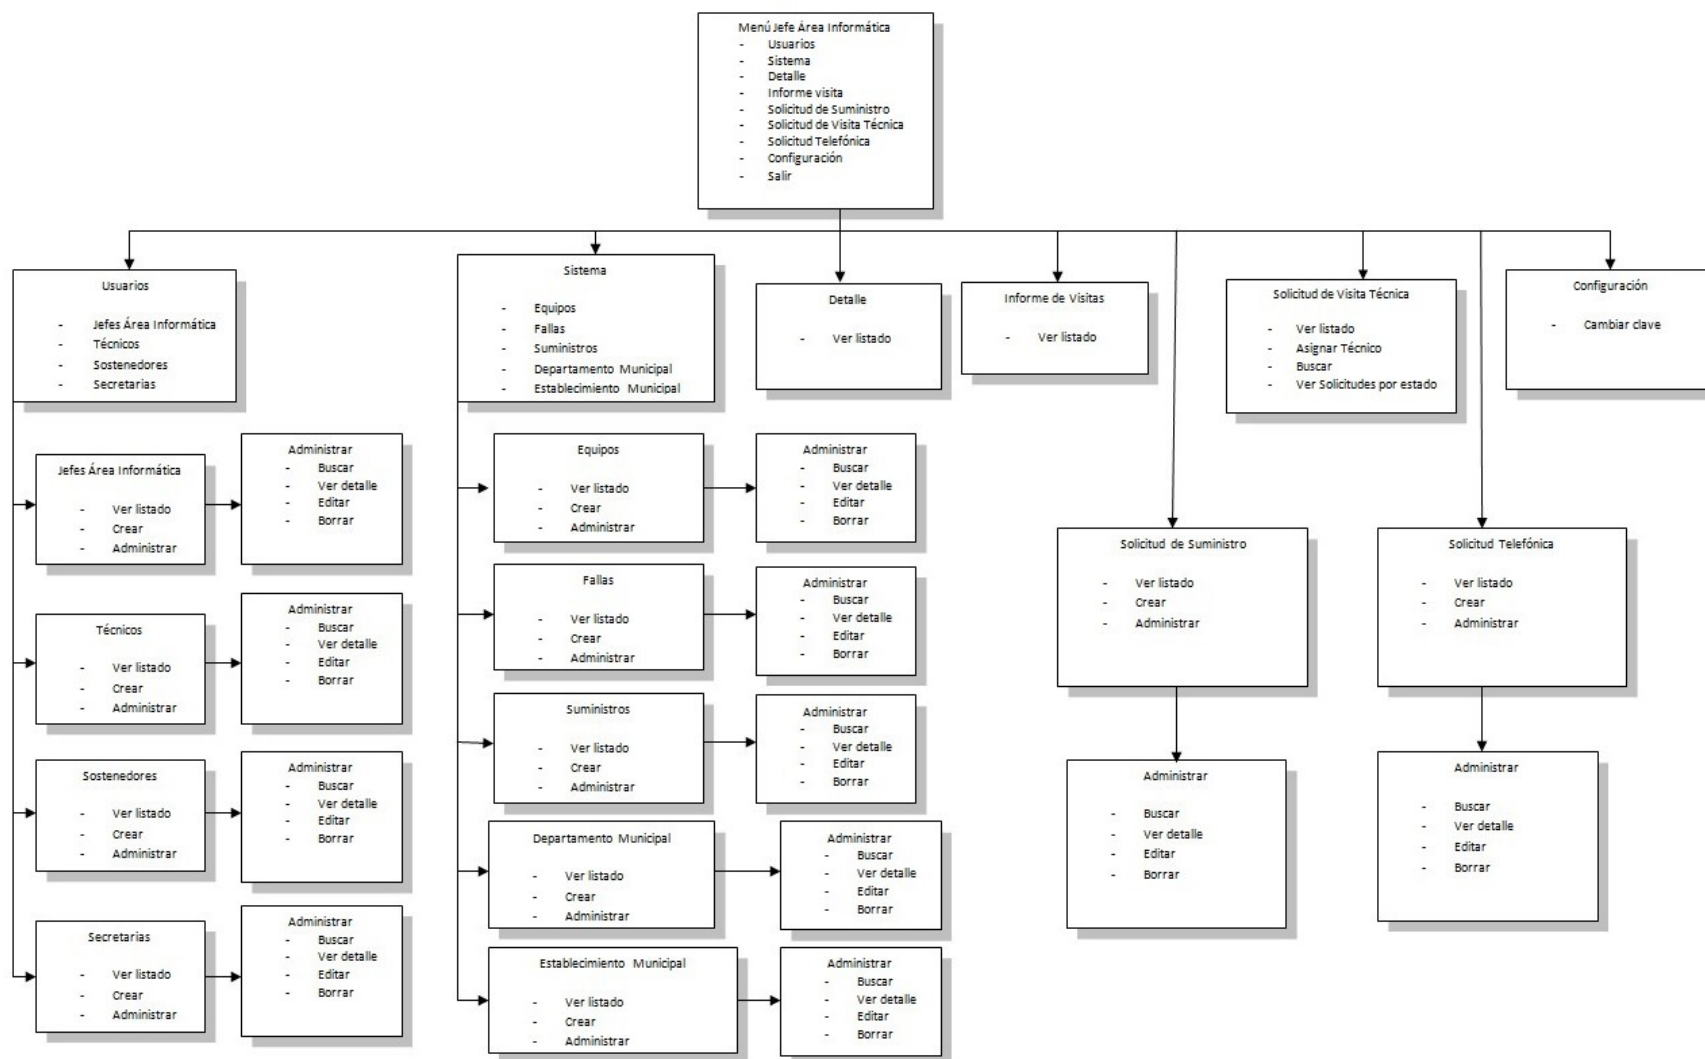 Menú Jefe Área Informática
- Usuarios
- Sistema
- Detalle
- Informe visita
- Solicitud de Suministro
- Solicitud de Visita Técnica
- Solicitud Telefónica
- Configuración
- Salir
Usuarios
- Jefes Área Informática
- Técnicos
- Sostenedores
- Secretarias
Jefes Área Informática
- Ver listado
- Crear
- Administrar
Administrar
- Buscar
- Ver detalle
- Editar
- Borrar
Técnicos
- Ver listado
- Crear
- Administrar
Administrar
- Buscar
- Ver detalle
- Editar
- Borrar
Sostenedores
- Ver listado
- Crear
- Administrar
Administrar
- Buscar
- Ver detalle
- Editar
- Borrar
Secretarias
- Ver listado
- Crear
- Administrar
Administrar
- Buscar
- Ver detalle
- Editar
- Borrar
Sistema
- Equipos
- Fallas
- Suministros
- Departamento Municipal
- Establecimiento Municipal
Equipos
- Ver listado
- Crear
- Administrar
Administrar
- Buscar
- Ver detalle
- Editar
- Borrar
Fallas
- Ver listado
- Crear
- Administrar
Administrar
- Buscar
- Ver detalle
- Editar
- Borrar
Suministros
- Ver listado
- Crear
- Administrar
Administrar
- Buscar
- Ver detalle
- Editar
- Borrar
Departamento Municipal
- Ver listado
- Crear
- Administrar
Administrar
- Buscar
- Ver detalle
- Editar
- Borrar
Establecimiento Municipal
- Ver listado
- Crear
- Administrar
Administrar
- Buscar
- Ver detalle
- Editar
- Borrar
Detalle
- Ver listado
Informe de Visitas
- Ver listado
Solicitud de Suministro
- Ver listado
- Crear
- Administrar
Administrar
- Buscar
- Ver detalle
- Editar
- Borrar
Solicitud de Visita Técnica
- Ver listado
- Asignar Técnico
- Buscar
- Ver Solicitudes por estado
Solicitud Telefónica
- Ver listado
- Crear
- Administrar
Administrar
- Buscar
- Ver detalle
- Editar
- Borrar
Configuración
- Cambiar clave